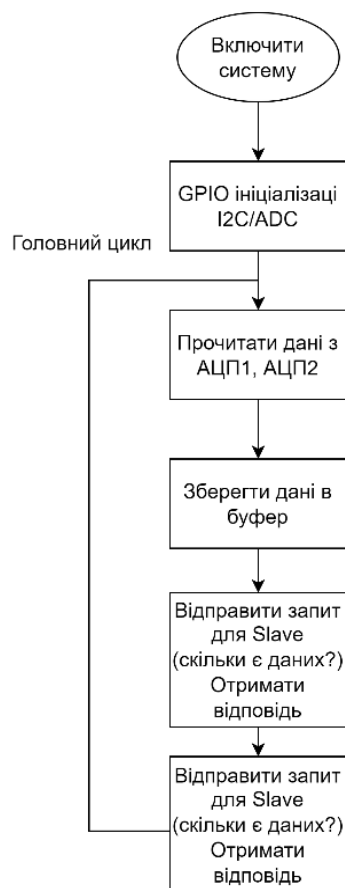 Включити
систему
GPIO ініціалізаці
I2C/ADC
Головний цикл
Прочитати дані з
АЦП1, АЦП2
Зберегти дані в
буфер
Відправити запит
для Slave
(скільки є даних?)
Отримати
відповідь
Відправити запит
для Slave
(скільки є даних?)
Отримати
відповідь